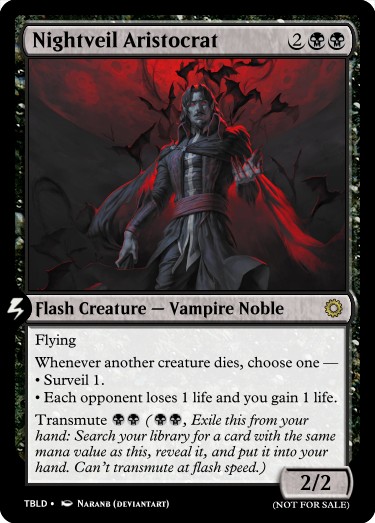 Nightveil Aristocrat 2
Flash Creature — Vampire Noble
Flying
Whenever another creature dies, choose one —
• Surveil 1.
• Each opponent loses 1 life and you gain 1 life.
Transmute (, Exile this from your
hand: Search your library for a card with the same
mana value as this, reveal it, and put it into your
hand. Can't transmute at flash speed.)
2/2
TBLD • Naranb (deviantart)
(NOT FOR SALE)